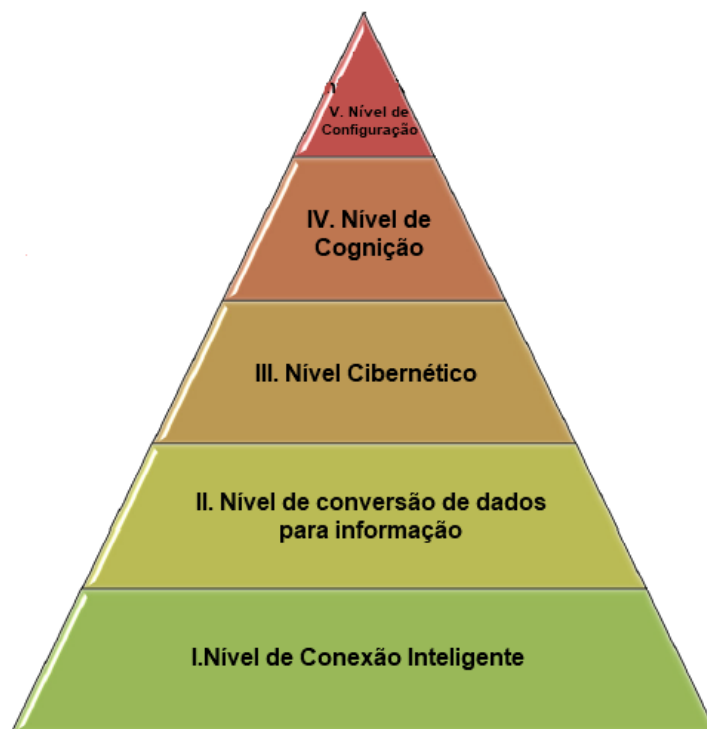 V. Nível de
Configuração
IV. Nível de
Cognição
III. Nível Cibernético
II. Nível de conversão de dados
para informação
I.Nível de Conexão Inteligente